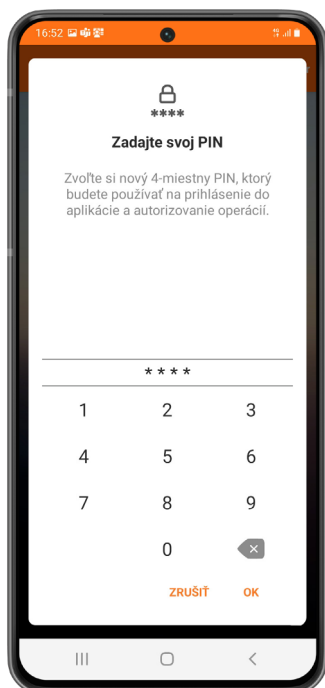 16:52
****
Zadajte svoj PIN
Zvoľte si nový 4-miestny PIN, ktorý
budete používať na prihlásenie do
aplikácie a autorizovanie operácií.
* * * *
1 2 3
4 5 6
7 8 9
0
ZRUŠIŤ OK